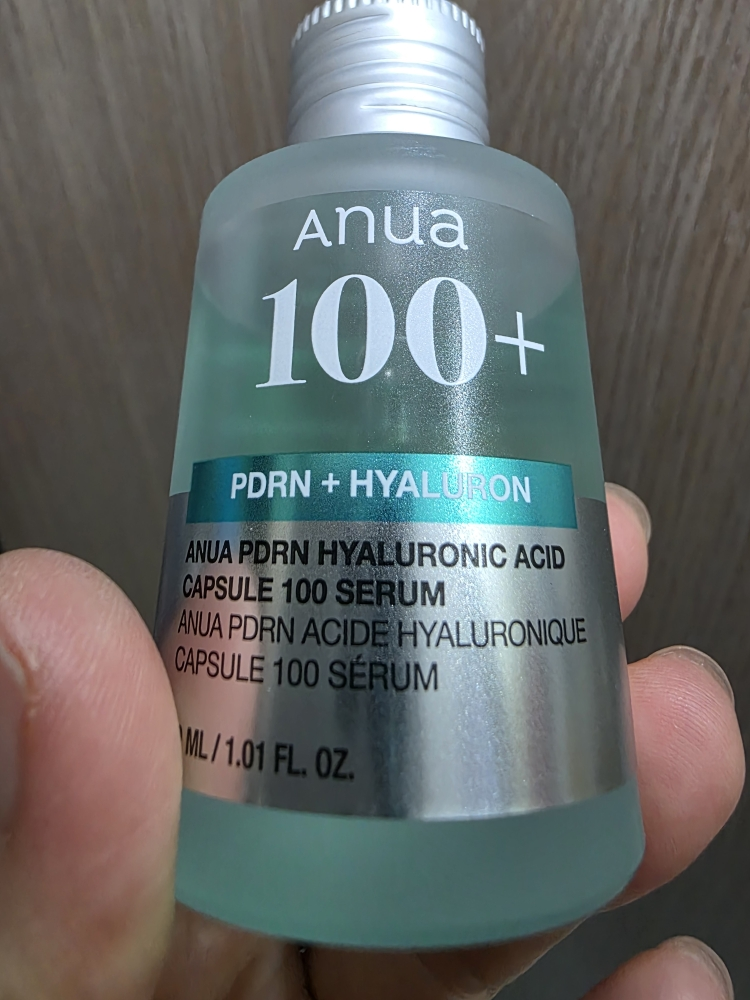 Anua
100+
PDRN + HYALURON
ANUA PDRN HYALURONIC ACID
CAPSULE 100 SERUM
ANUA PDRN ACIDE HYALURONIQUE
CAPSULE 100 SÉRUM
ML / 1.01 FL. OZ.